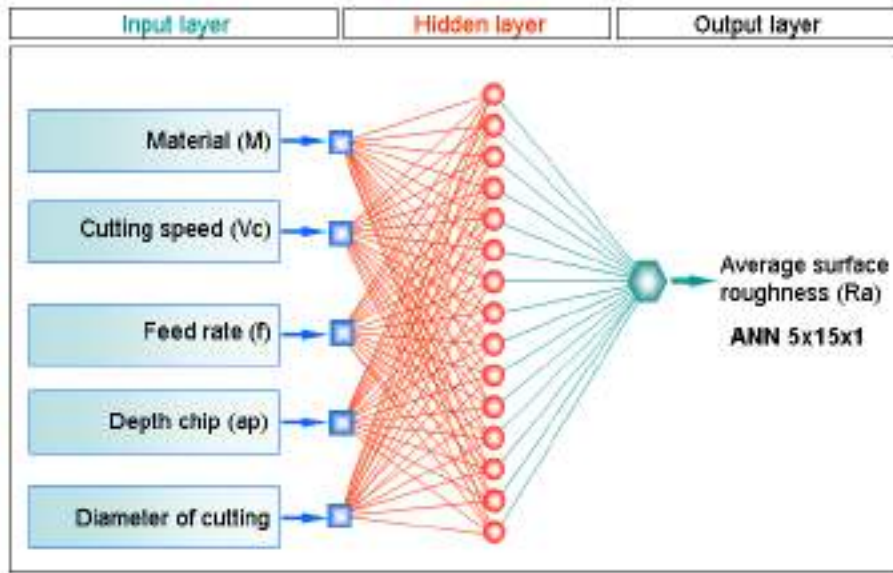 Input layer
Hidden layer
Output layer
Material (M)
Cutting speed (Vc)
Feed rate (f)
Depth chip (ap)
Diameter of cutting
Average surface
roughness (Ra)
ANN 5x15x1